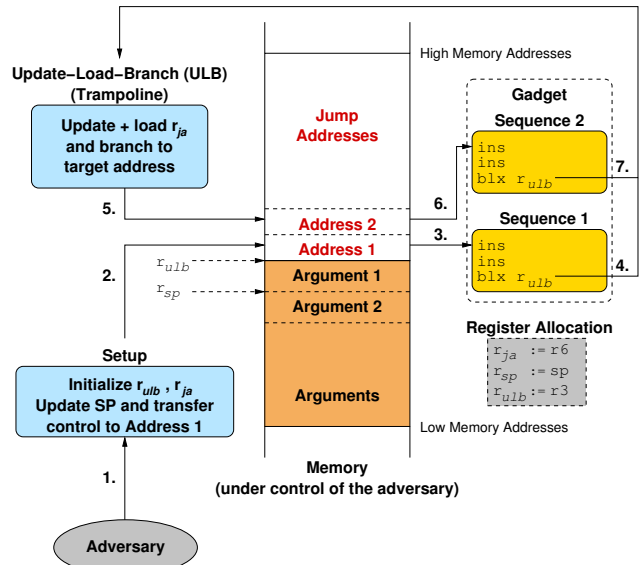 High Memory Addresses
Update−Load−Branch (ULB)
(Trampoline)
Update + load r_ja
and branch to
target address
Jump
Addresses
Gadget
Sequence 2
ins
ins
blx r_ulb
7.
5.
6.
Address 2
3.
Sequence 1
Address 1
ins
ins
blx r_ulb
4.
2.
r_ulb
Argument 1
r_sp
Argument 2
Register Allocation
r_ja := r6
r_sp := sp
r_ulb := r3
Setup
Initialize r_ulb , r_ja
Update SP and transfer
control to Address 1
Arguments
Low Memory Addresses
Memory
(under control of the adversary)
1.
Adversary